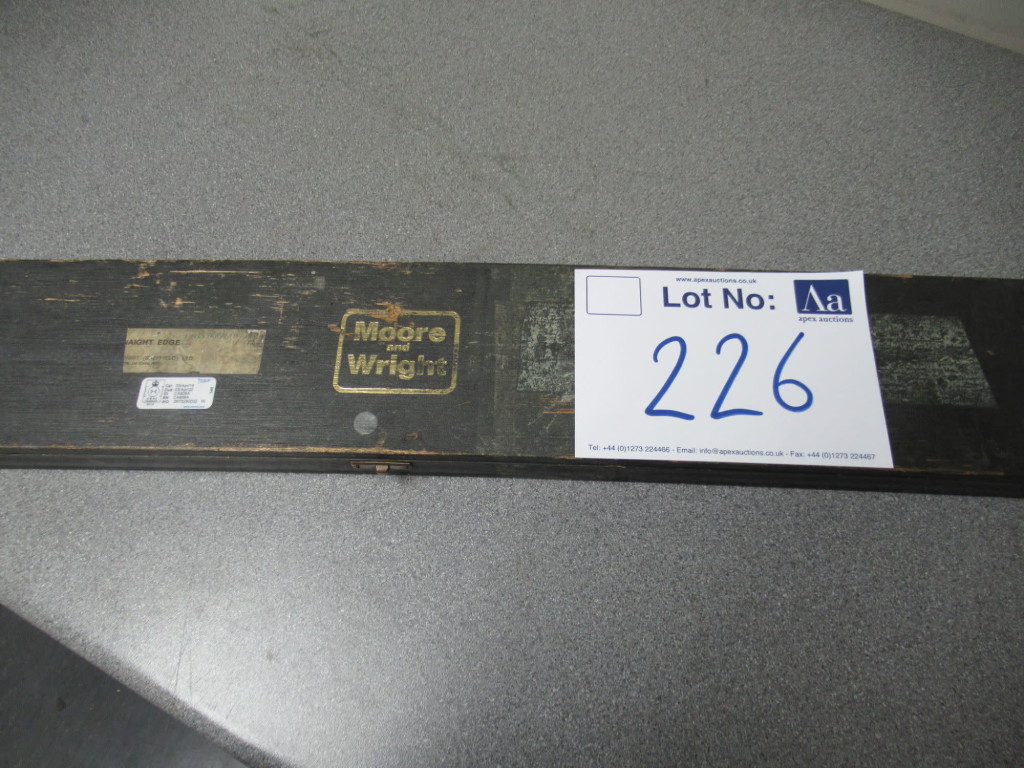 AIGHT EDGE
Moore
and
Wright
www.apexauctions.co.uk
Lot No:
Aa
apex auctions
226
Tel: +44 (0)1273 224466 - Email: info@apexauctions.co.uk - Fax: +44 (0)1273 224467